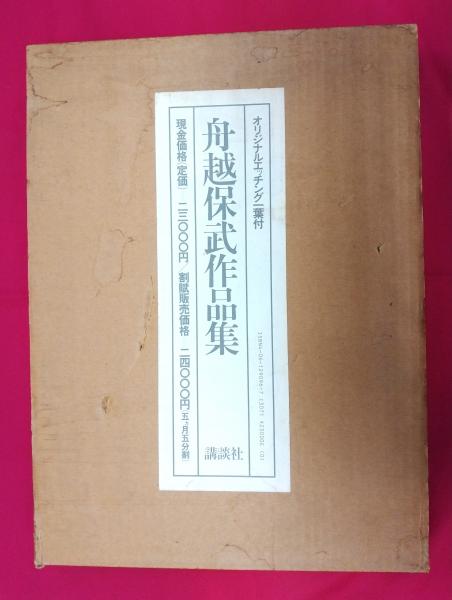 オリジナルエッチング一葉付
舟越保武作品集
現金価格(定価) 二三〇〇〇円/割賦販売価格 二四〇〇〇円(五ヶ月五分割)
講談社